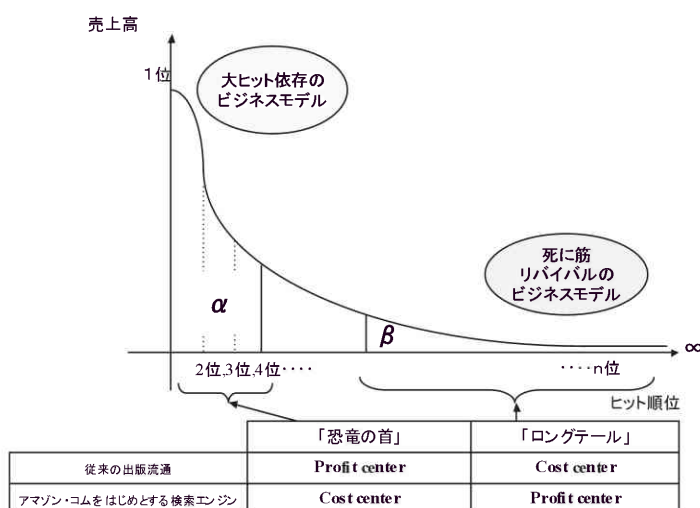 売上高
1位
大ヒット依存の
ビジネスモデル
死に筋
リバイバルの
ビジネスモデル
α
β
∞
2位,3位,4位････
････n位
ヒット順位
「恐竜の首」 「ロングテール」
従来の出版流通 Profit center Cost center
アマゾン・コムをはじめとする検索エンジン Cost center Profit center